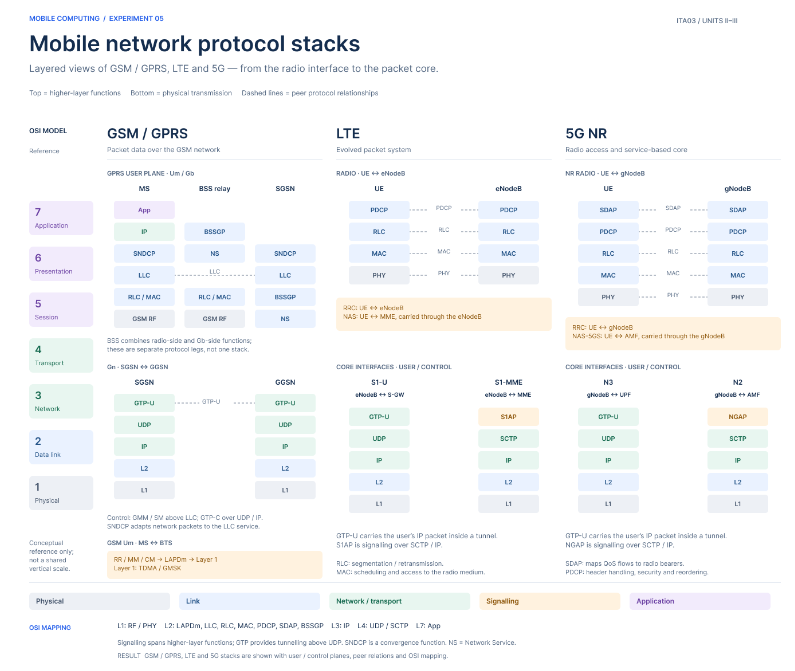 MOBILE COMPUTING / EXPERIMENT 05
ITA03 / UNITS II–III
Mobile network protocol stacks
Layered views of GSM / GPRS, LTE and 5G — from the radio interface to the packet core.
Top = higher-layer functions Bottom = physical transmission Dashed lines = peer protocol relationships
OSI MODEL
Reference
7
Application
6
Presentation
5
Session
4
Transport
3
Network
2
Data link
1
Physical
Conceptual
reference only;
not a shared
vertical scale.
GSM / GPRS
Packet data over the GSM network
GPRS USER PLANE · Um / Gb
MS BSS relay SGSN
App
IP BSSGP
SNDCP NS SNDCP
LLC LLC LLC
RLC / MAC RLC / MAC BSSGP
GSM RF GSM RF NS
BSS combines radio-side and Gb-side functions;
these are separate protocol legs, not one stack.
Gn · SGSN ↔ GGSN
SGSN GGSN
GTP-U GTP-U GTP-U
UDP UDP
IP IP
L2 L2
L1 L1
Control: GMM / SM above LLC; GTP-C over UDP / IP.
SNDCP adapts network packets to the LLC service.
GSM Um · MS ↔ BTS
RR / MM / CM → LAPDm → Layer 1
Layer 1: TDMA / GMSK
LTE
Evolved packet system
RADIO · UE ↔ eNodeB
UE eNodeB
PDCP PDCP PDCP
RLC RLC RLC
MAC MAC MAC
PHY PHY PHY
RRC: UE ↔ eNodeB
NAS: UE ↔ MME, carried through the eNodeB
CORE INTERFACES · USER / CONTROL
S1-U S1-MME
eNodeB ↔ S-GW eNodeB ↔ MME
GTP-U S1AP
UDP SCTP
IP IP
L2 L2
L1 L1
GTP-U carries the user's IP packet inside a tunnel.
S1AP is signalling over SCTP / IP.
RLC: segmentation / retransmission.
MAC: scheduling and access to the radio medium.
5G NR
Radio access and service-based core
NR RADIO · UE ↔ gNodeB
UE gNodeB
SDAP SDAP SDAP
PDCP PDCP PDCP
RLC RLC RLC
MAC MAC MAC
PHY PHY PHY
RRC: UE ↔ gNodeB
NAS-5GS: UE ↔ AMF, carried through the gNodeB
CORE INTERFACES · USER / CONTROL
N3 N2
gNodeB ↔ UPF gNodeB ↔ AMF
GTP-U NGAP
UDP SCTP
IP IP
L2 L2
L1 L1
GTP-U carries the user's IP packet inside a tunnel.
NGAP is signalling over SCTP / IP.
SDAP: maps QoS flows to radio bearers.
PDCP: header handling, security and reordering.
Physical
Link
Network / transport
Signalling
Application
OSI MAPPING
L1: RF / PHY L2: LAPDm, LLC, RLC, MAC, PDCP, SDAP, BSSGP L3: IP L4: UDP / SCTP L7: App
Signalling spans higher-layer functions; GTP provides tunnelling above UDP. SNDCP is a convergence function. NS = Network Service.
RESULT GSM / GPRS, LTE and 5G stacks are shown with user / control planes, peer relations and OSI mapping.